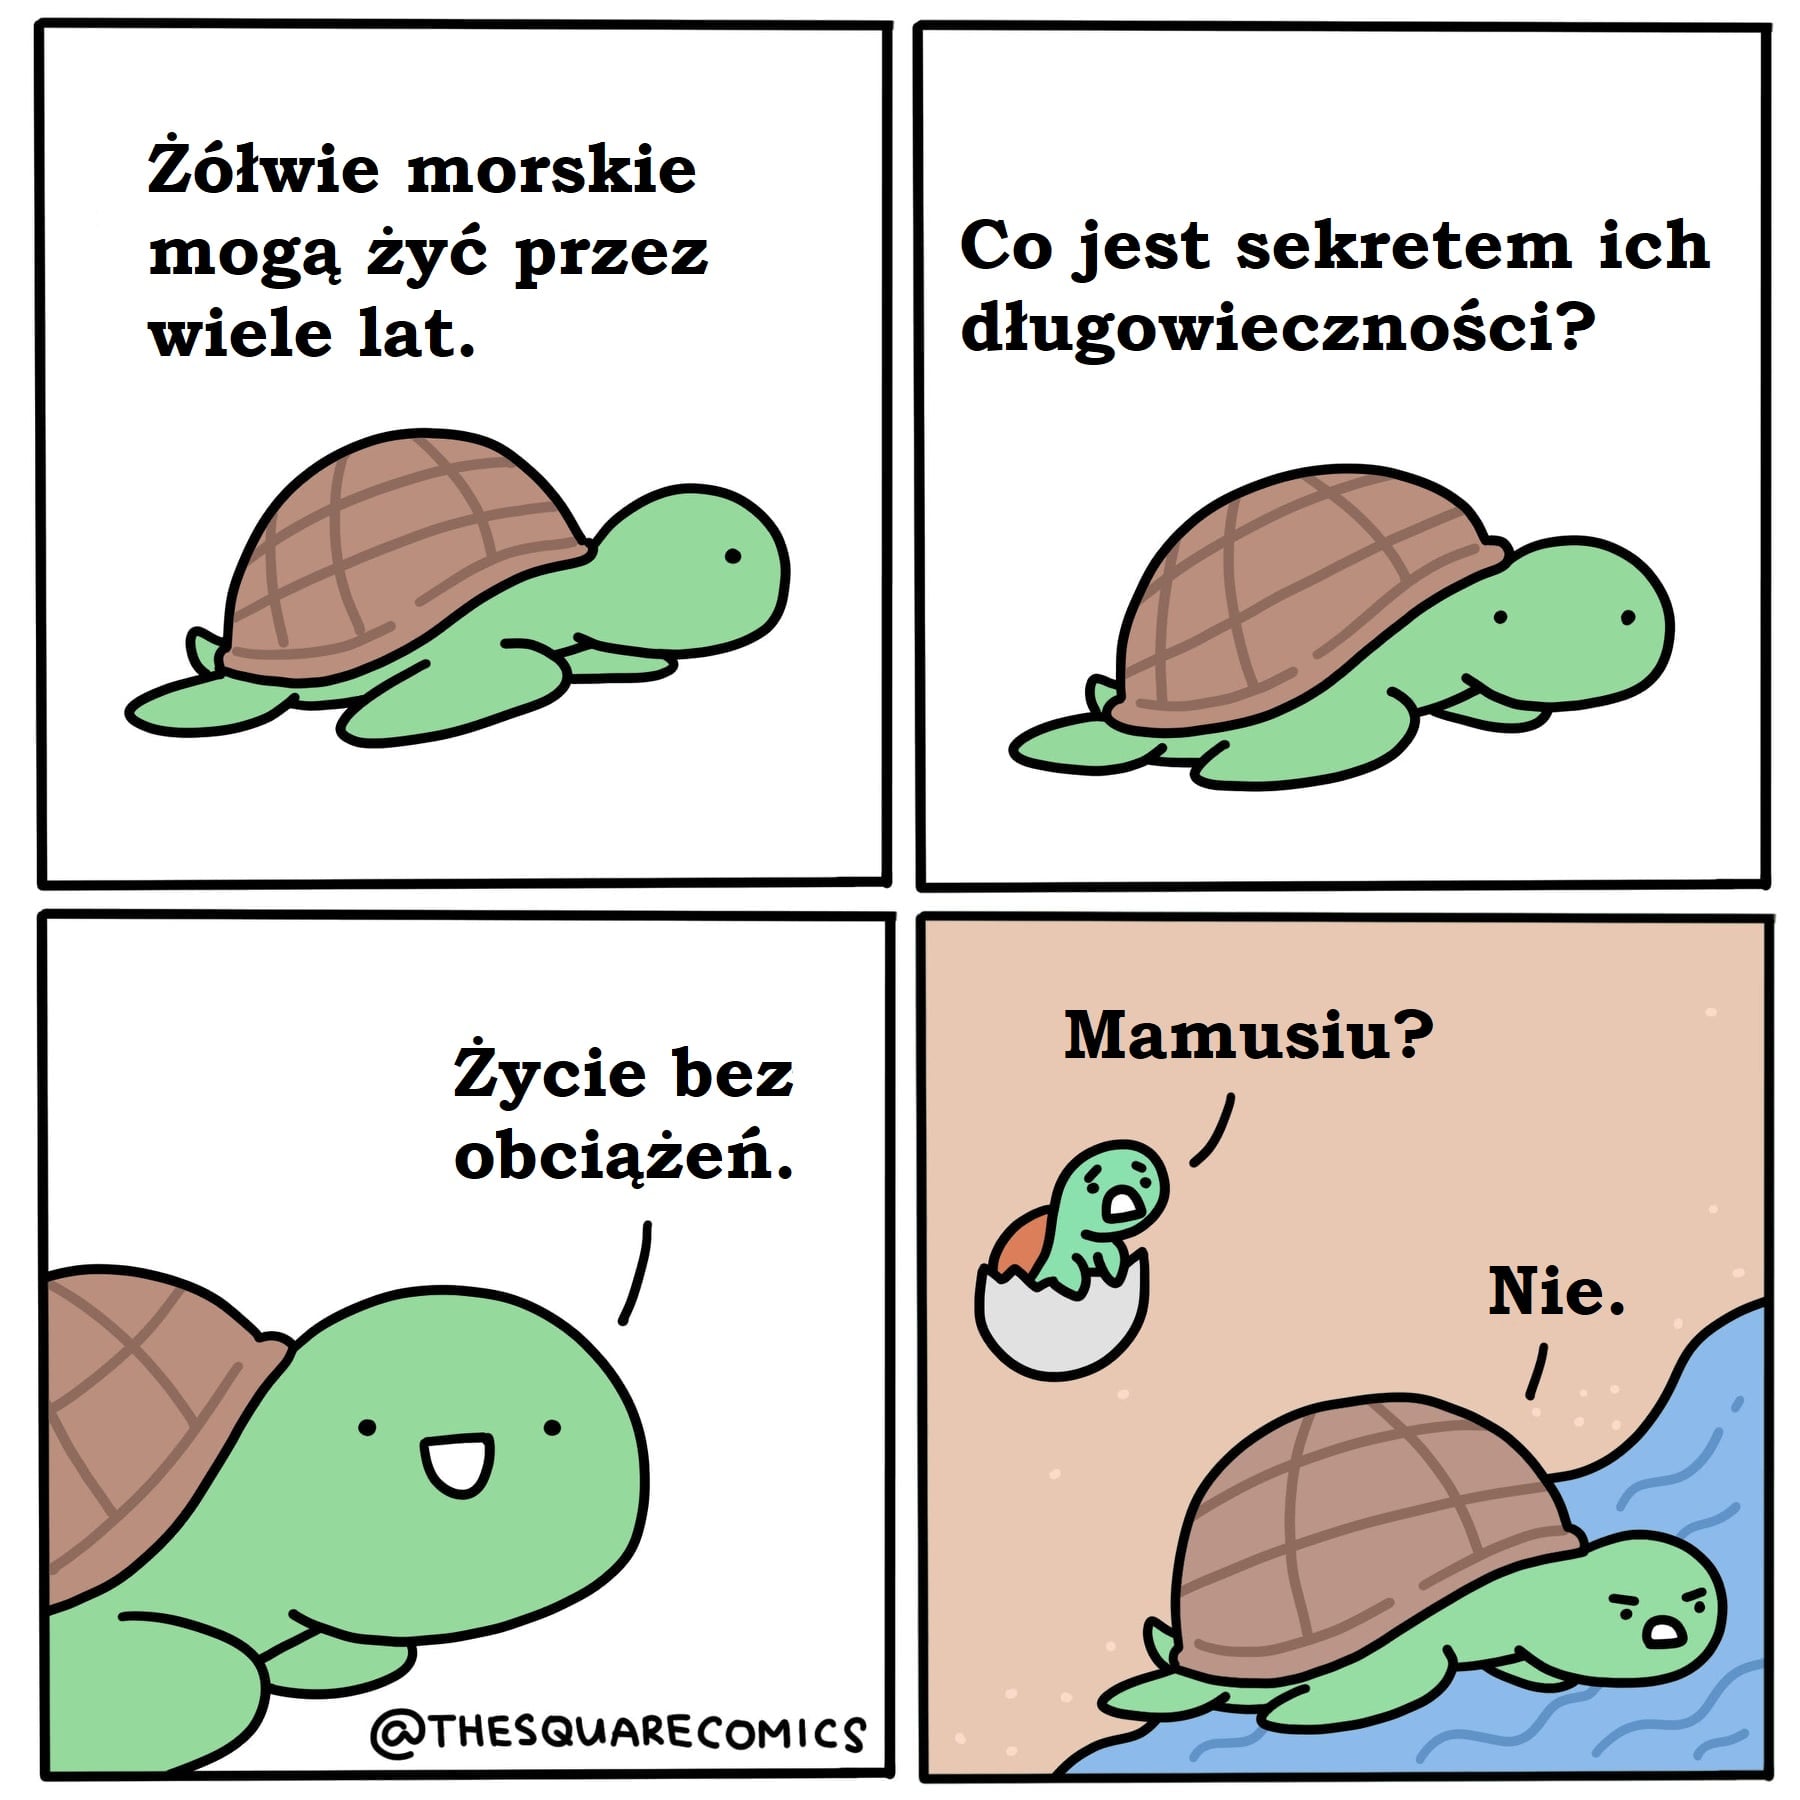 Żółwie morskie
mogą żyć przez
wiele lat.
Co jest sekretem ich
długowieczności?
Życie bez
obciążeń.
@THESQUARECOMICS
Mamusiu?
Nie.